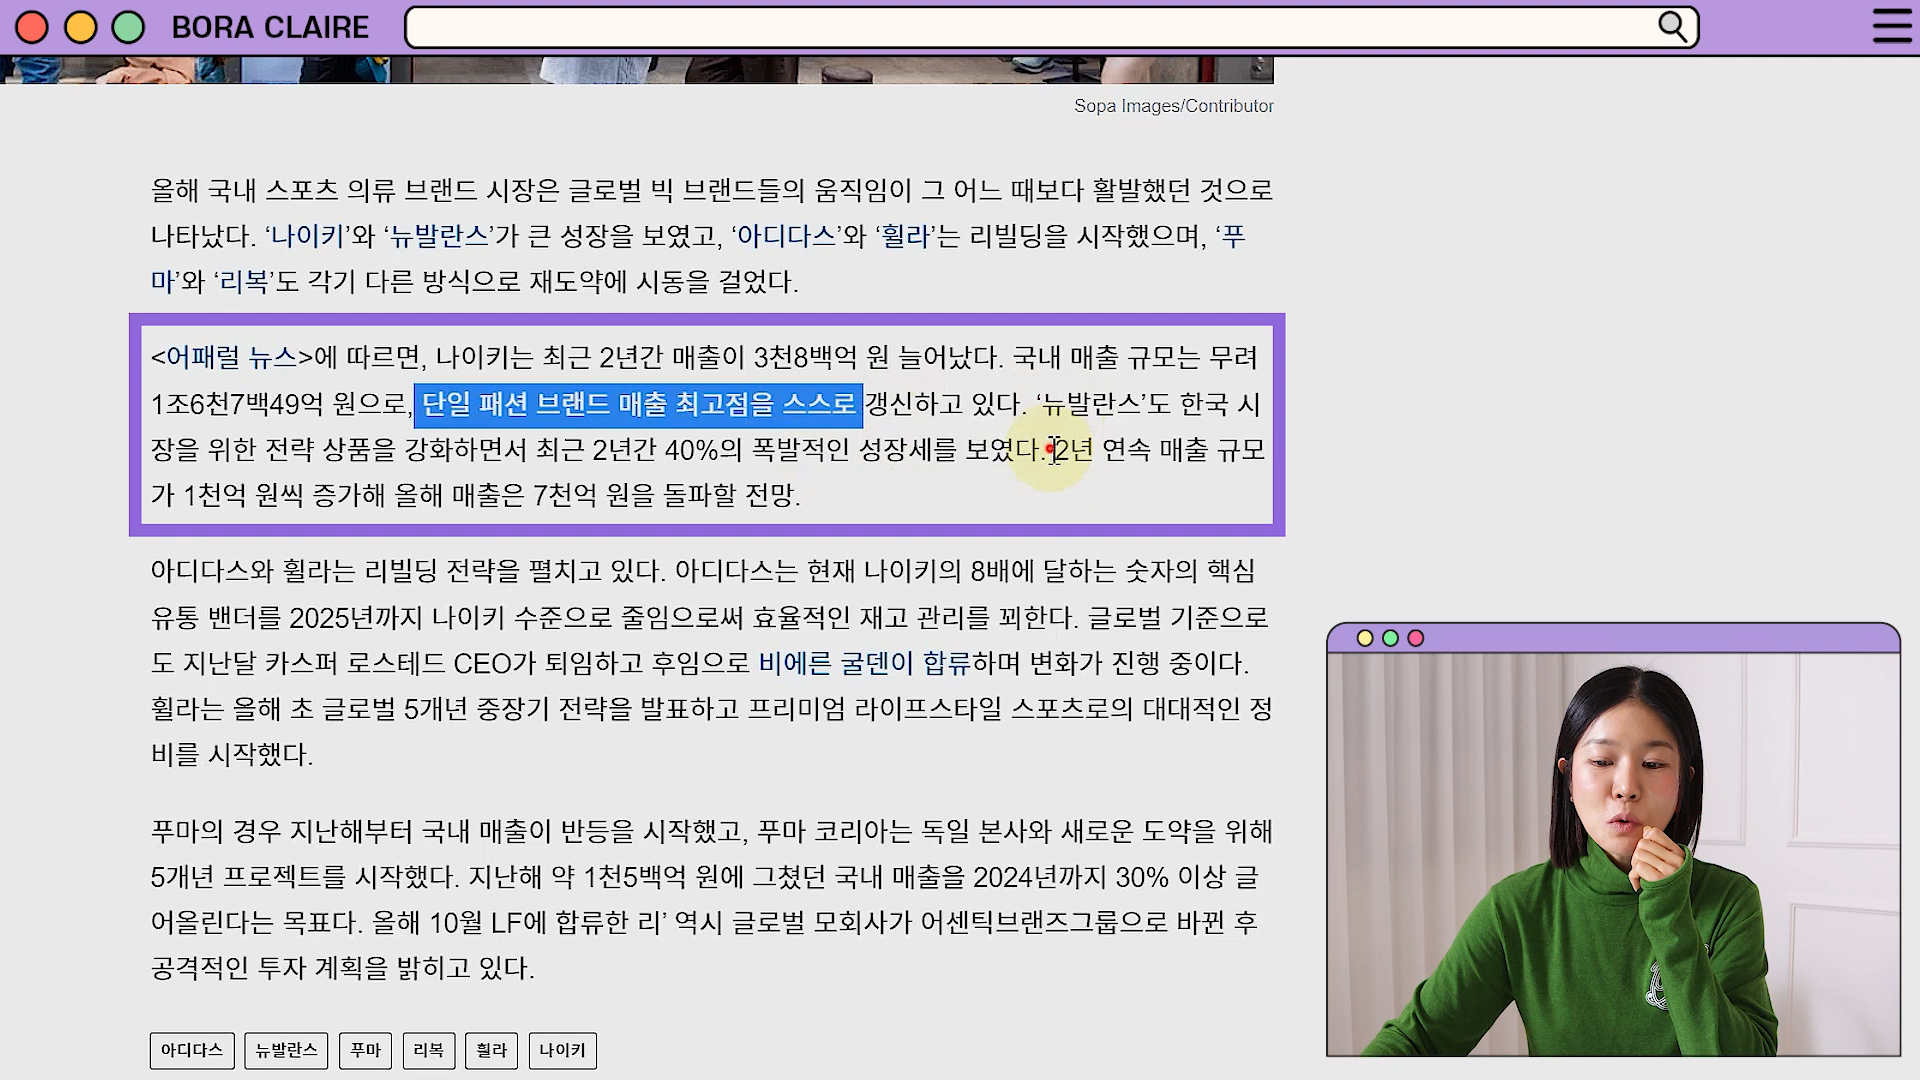 BORA CLAIRE
Sopa Images/Contributor
올해 국내 스포츠 의류 브랜드 시장은 글로벌 빅 브랜드들의 움직임이 그 어느 때보다 활발했던 것으로
나타났다. ‘나이키’와 ‘뉴발란스’가 큰 성장을 보였고, ‘아디다스’와 ‘휠라’는 리빌딩을 시작했으며, ‘푸
마’와 ‘리복’도 각기 다른 방식으로 재도약에 시동을 걸었다.
<어패럴 뉴스>에 따르면, 나이키는 최근 2년간 매출이 3천8백억 원 늘어났다. 국내 매출 규모는 무려
1조6천7백49억 원으로, 단일 패션 브랜드 매출 최고점을 스스로 갱신하고 있다. ‘뉴발란스’도 한국 시
장을 위한 전략 상품을 강화하면서 최근 2년간 40%의 폭발적인 성장세를 보였다. 2년 연속 매출 규모
가 1천억 원씩 증가해 올해 매출은 7천억 원을 돌파할 전망.
아디다스와 휠라는 리빌딩 전략을 펼치고 있다. 아디다스는 현재 나이키의 8배에 달하는 숫자의 핵심
유통 밴더를 2025년까지 나이키 수준으로 줄임으로써 효율적인 재고 관리를 꾀한다. 글로벌 기준으로
도 지난달 카스퍼 로스테드 CEO가 퇴임하고 후임으로 비에른 굴덴이 합류하며 변화가 진행 중이다.
휠라는 올해 초 글로벌 5개년 중장기 전략을 발표하고 프리미엄 라이프스타일 스포츠로의 대대적인 정
비를 시작했다.
푸마의 경우 지난해부터 국내 매출이 반등을 시작했고, 푸마 코리아는 독일 본사와 새로운 도약을 위해
5개년 프로젝트를 시작했다. 지난해 약 1천5백억 원에 그쳤던 국내 매출을 2024년까지 30% 이상 글
어올린다는 목표다. 올해 10월 LF에 합류한 리’ 역시 글로벌 모회사가 어센틱브랜즈그룹으로 바뀐 후
공격적인 투자 계획을 밝히고 있다.
아디다스 뉴발란스 푸마 리복 휠라 나이키